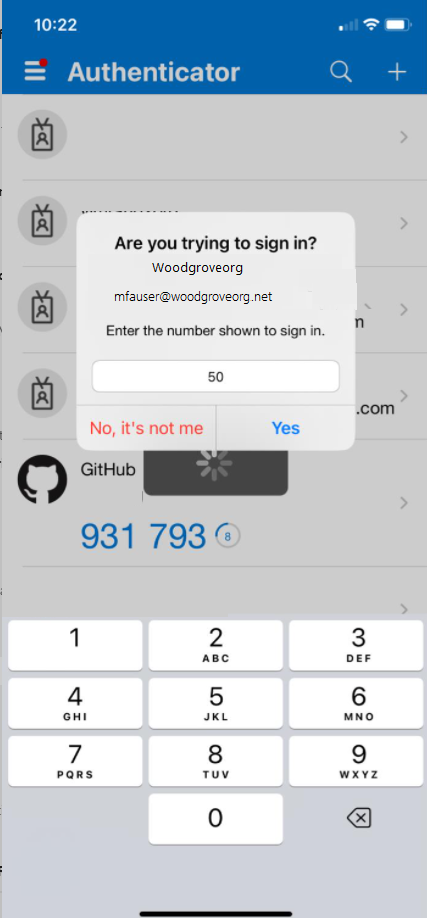 10:22
Authenticator
Are you trying to sign in?
Woodgroveorg
mfauser@woodgroveorg.net
Enter the number shown to sign in.
50
No, it's not me
Yes
.com
GitHub
931 793
8
1
2
ABC
3
DEF
4
GHI
5
JKL
6
MNO
7
PQRS
8
TUV
9
WXYZ
0